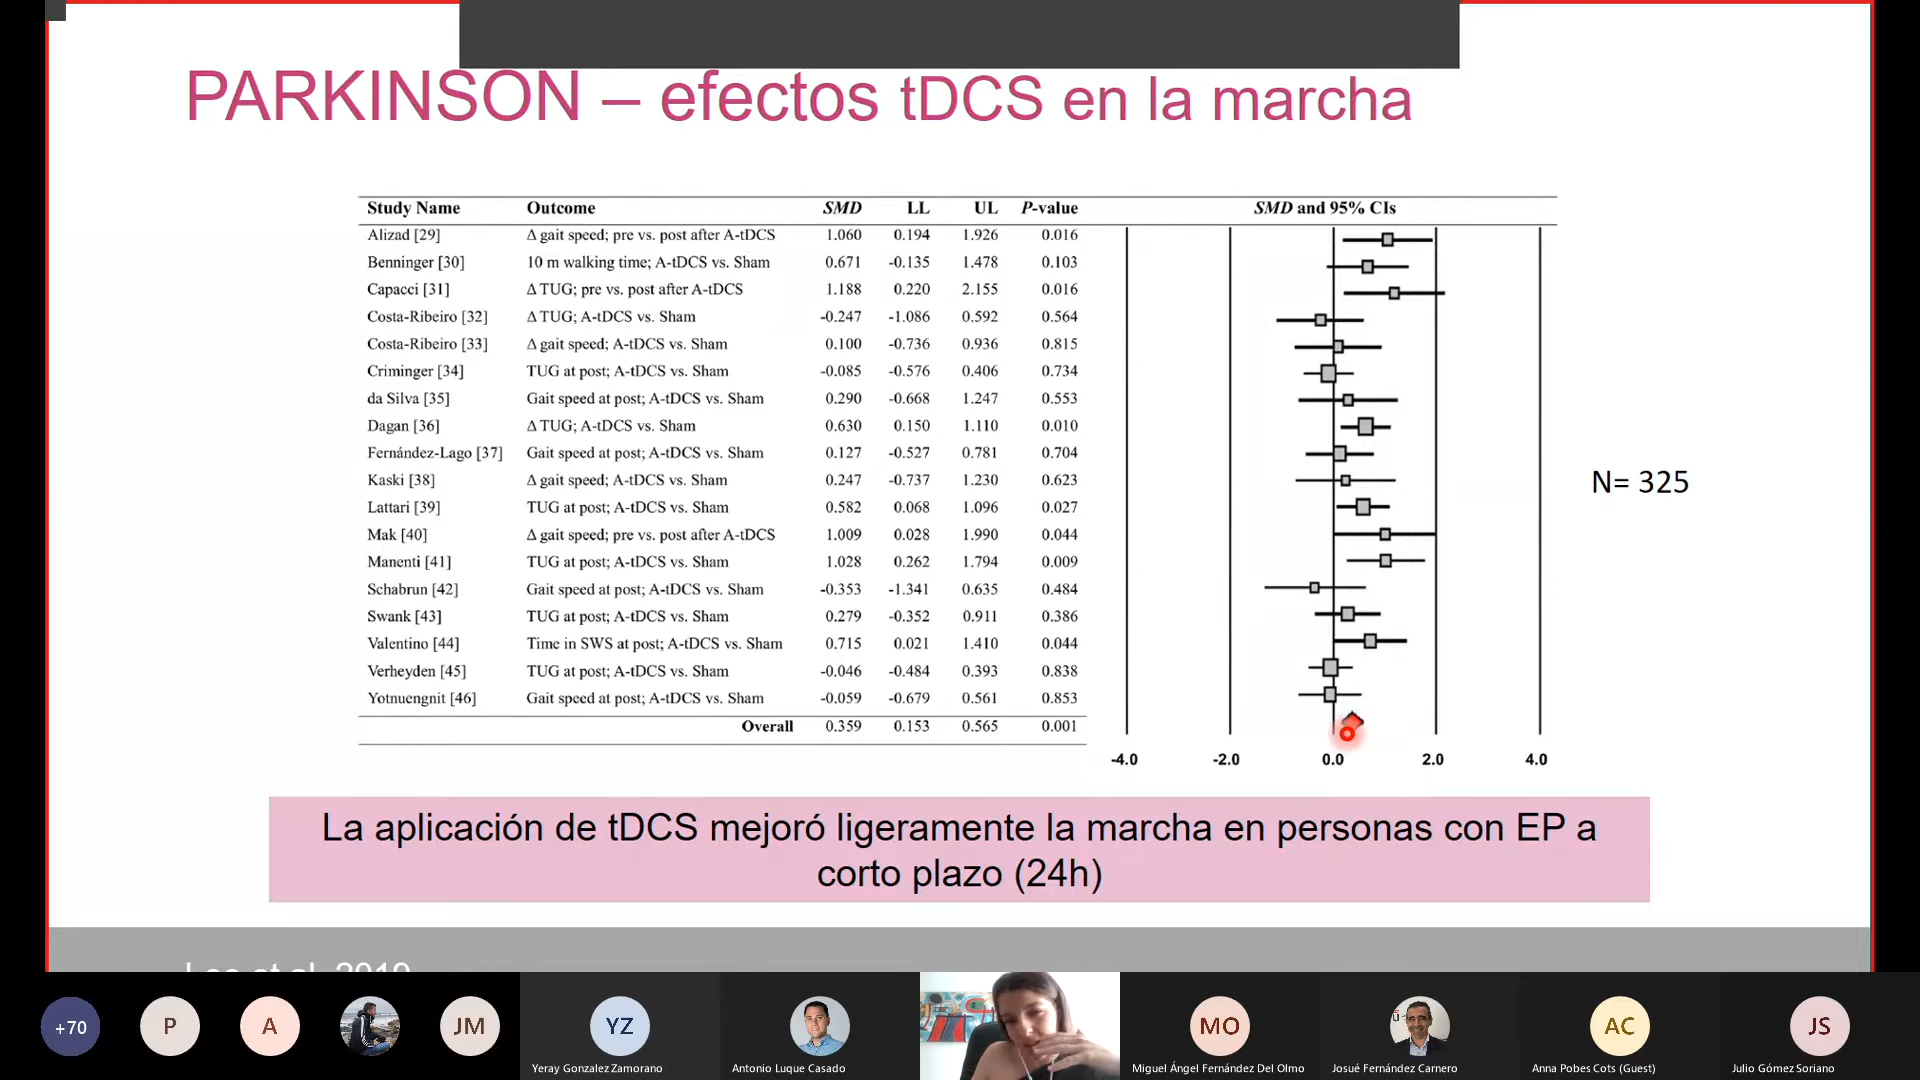 PARKINSON – efectos tDCS en la marcha
Study Name Outcome SMD LL UL P-value SMD and 95% CIs
Alizad [29] Δ gait speed; pre vs. post after A-tDCS 1.060 0.194 1.926 0.016
Benninger [30] 10 m walking time; A-tDCS vs. Sham 0.671 -0.135 1.478 0.103
Capacci [31] Δ TUG; pre vs. post after A-tDCS 1.188 0.220 2.155 0.016
Costa-Ribeiro [32] Δ TUG; A-tDCS vs. Sham -0.247 -1.086 0.592 0.564
Costa-Ribeiro [33] Δ gait speed; A-tDCS vs. Sham 0.100 -0.736 0.936 0.815
Criminger [34] TUG at post; A-tDCS vs. Sham -0.085 -0.576 0.406 0.734
da Silva [35] Gait speed at post; A-tDCS vs. Sham 0.290 -0.668 1.247 0.553
Dagan [36] Δ TUG; A-tDCS vs. Sham 0.630 0.150 1.110 0.010
Fernández-Lago [37] Gait speed at post; A-tDCS vs. Sham 0.127 -0.527 0.781 0.704
Kaski [38] Δ gait speed; A-tDCS vs. Sham 0.247 -0.737 1.230 0.623
Lattari [39] TUG at post; A-tDCS vs. Sham 0.582 0.068 1.096 0.027
Mak [40] Δ gait speed; pre vs. post after A-tDCS 1.009 0.028 1.990 0.044
Manenti [41] TUG at post; A-tDCS vs. Sham 1.028 0.262 1.794 0.009
Schabrun [42] Gait speed at post; A-tDCS vs. Sham -0.353 -1.341 0.635 0.484
Swank [43] TUG at post; A-tDCS vs. Sham 0.279 -0.352 0.911 0.386
Valentino [44] Time in SWS at post; A-tDCS vs. Sham 0.715 0.021 1.410 0.044
Verheyden [45] TUG at post; A-tDCS vs. Sham -0.046 -0.484 0.393 0.838
Yotnuengnit [46] Gait speed at post; A-tDCS vs. Sham -0.059 -0.679 0.561 0.853
Overall 0.359 0.153 0.565 0.001
-4.0 -2.0 0.0 2.0 4.0
N= 325
La aplicación de tDCS mejoró ligeramente la marcha en personas con EP a
corto plazo (24h)
et al. 2019
+70 P A JM YZ MO AC JS
Yeray Gonzalez Zamorano Antonio Luque Casado Miguel Ángel Fernández Del Olmo Josué Fernández Carnero Anna Pobes Cots (Guest) Julio Gómez Soriano